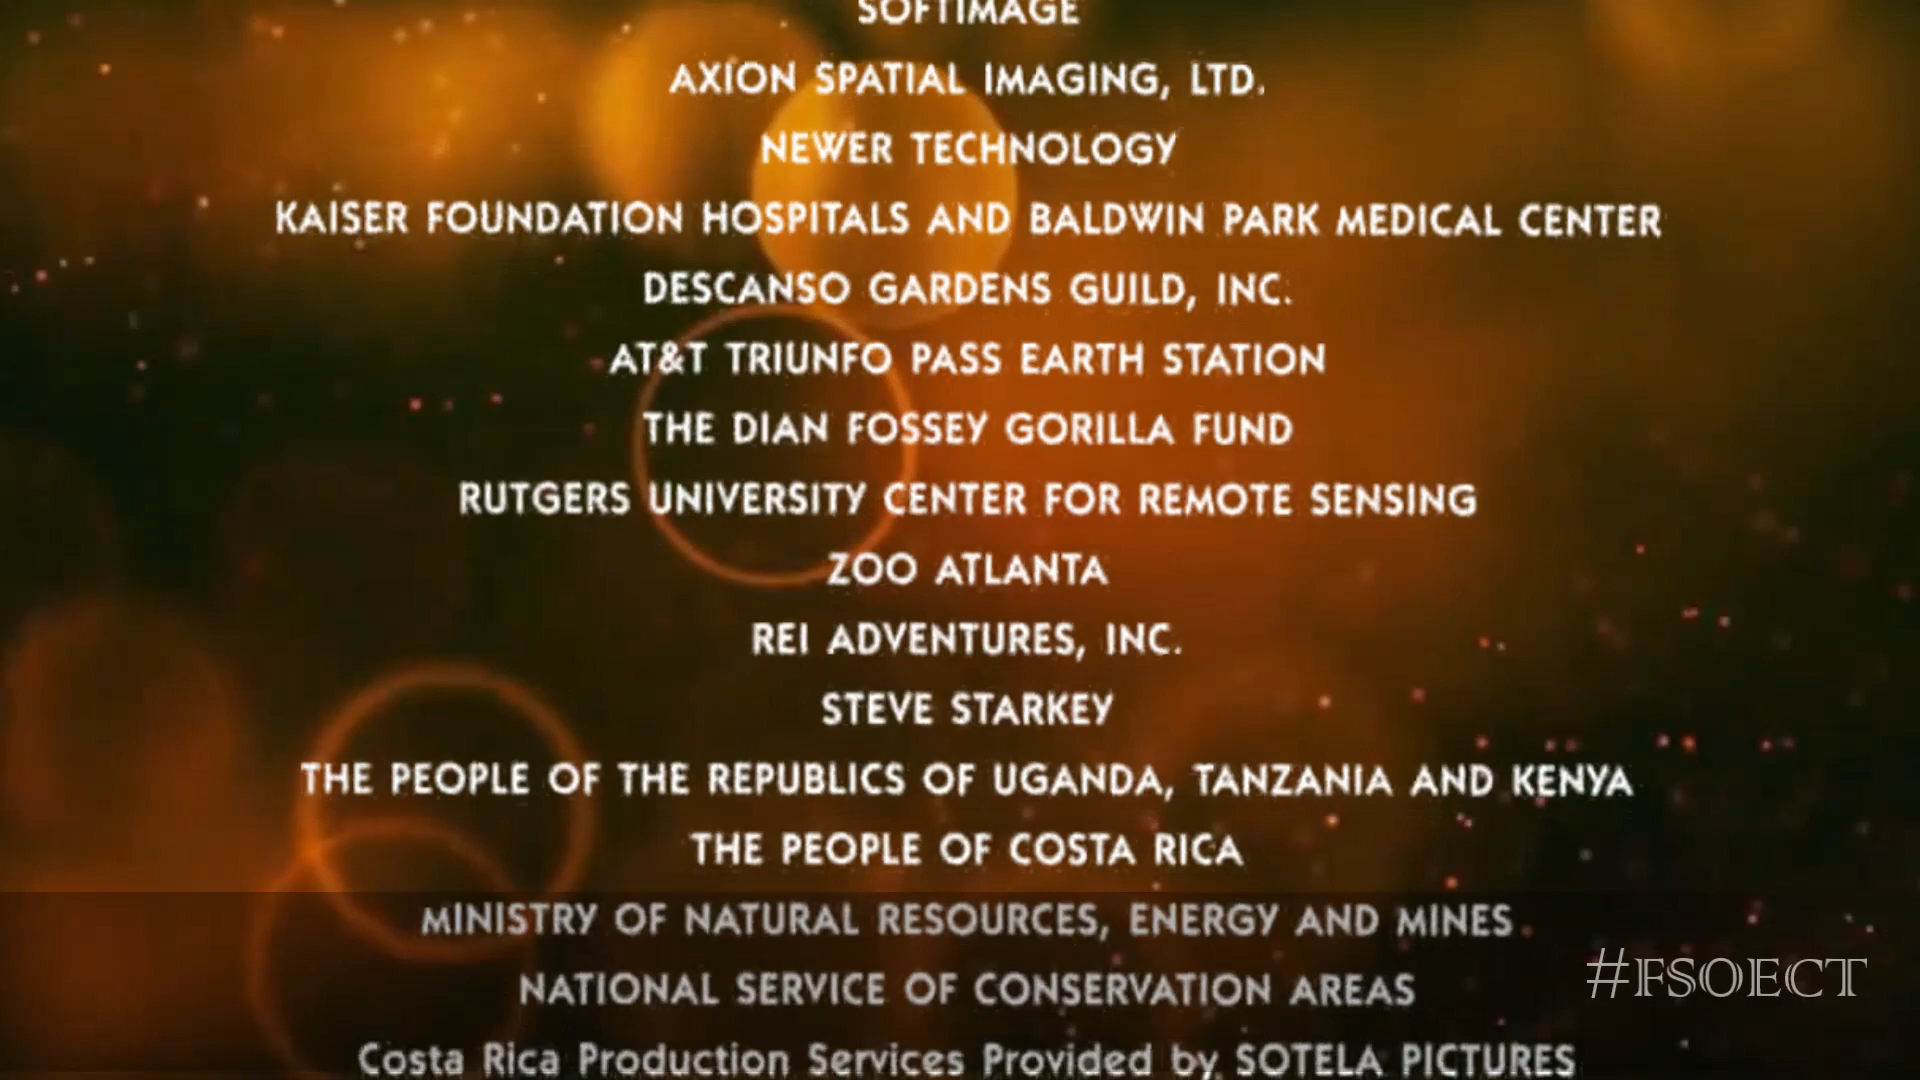 SOFTIMAGE
AXION SPATIAL IMAGING, LTD.
NEWER TECHNOLOGY
KAISER FOUNDATION HOSPITALS AND BALDWIN PARK MEDICAL CENTER
DESCANSO GARDENS GUILD, INC.
AT&T TRIUNFO PASS EARTH STATION
THE DIAN FOSSEY GORILLA FUND
RUTGERS UNIVERSITY CENTER FOR REMOTE SENSING
ZOO ATLANTA
REI ADVENTURES, INC.
STEVE STARKEY
THE PEOPLE OF THE REPUBLICS OF UGANDA, TANZANIA AND KENYA
THE PEOPLE OF COSTA RICA
MINISTRY OF NATURAL RESOURCES, ENERGY AND MINES
NATIONAL SERVICE OF CONSERVATION AREAS
#FSOECT
Costa Rica Production Services Provided by SOTELA PICTURES